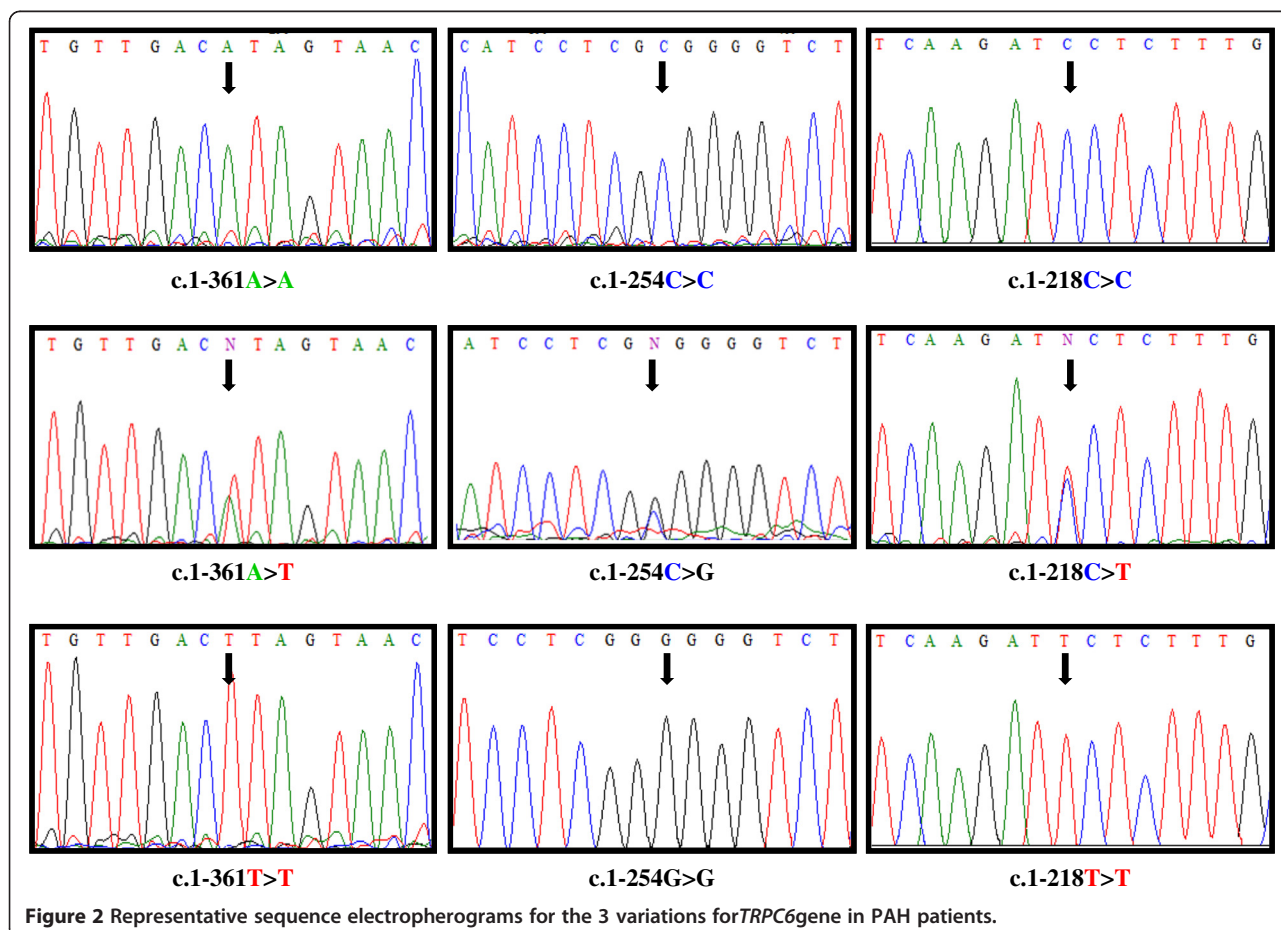 T G T T G A C A T A G T A A C
C A T C C T C G C G G G G T C T
T C A A G A T C C T C T T T G
c.1-361A>A
c.1-254C>C
c.1-218C>C
T G T T G A C N T A G T A A C
A T C C T C G N G G G G T C T
T C A A G A T N C T C T T T G
c.1-361A>T
c.1-254C>G
c.1-218C>T
T G T T G A C T T A G T A A C
T C C T C G G G G G G T C T
T C A A G A T T C T C T T T G
c.1-361T>T
c.1-254G>G
c.1-218T>T
Figure 2 Representative sequence electropherograms for the 3 variations forTRPC6gene in PAH patients.